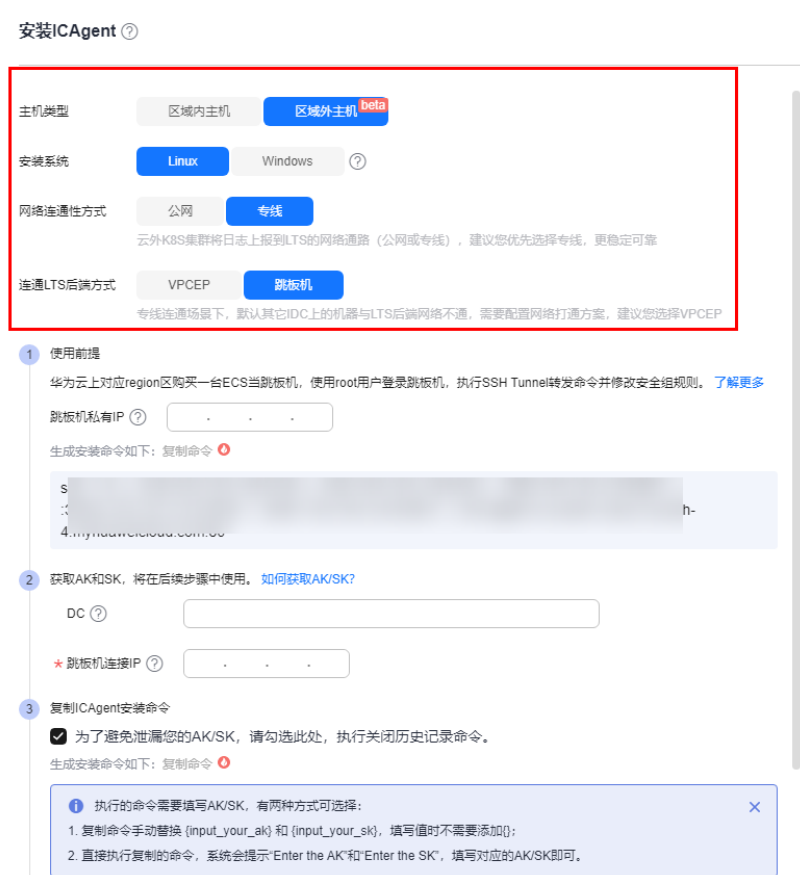 安装ICAgent ?
主机类型 区域内主机 区域外主机 beta
安装系统 Linux Windows ?
网络连通性方式 公网 专线
云外K8S集群将日志上报到LTS的网络通路（公网或专线），建议您优先选择专线，更稳定可靠
连通LTS后端方式 VPCEP 跳板机
专线连通场景下，默认其它IDC上的机器与LTS后端网络不通，需要配置网络打通方案，建议您选择VPCEP
1 使用前提
华为云上对应region区购买一台ECS当跳板机，使用root用户登录跳板机，执行SSH Tunnel转发命令并修改安全组规则。 了解更多
跳板机私有IP ? . . .
生成安装命令如下：复制命令
s
h-
2 获取AK和SK，将在后续步骤中使用。 如何获取AK/SK?
DC ?
* 跳板机连接IP ? . . .
3 复制ICAgent安装命令
为了避免泄漏您的AK/SK，请勾选此处，执行关闭历史记录命令。
生成安装命令如下：复制命令
执行的命令需要填写AK/SK，有两种方式可选择：
1. 复制命令手动替换 {input_your_ak} 和 {input_your_sk}，填写值时不需要添加{};
2. 直接执行复制的命令，系统会提示“Enter the AK”和“Enter the SK”，填写对应的AK/SK即可。